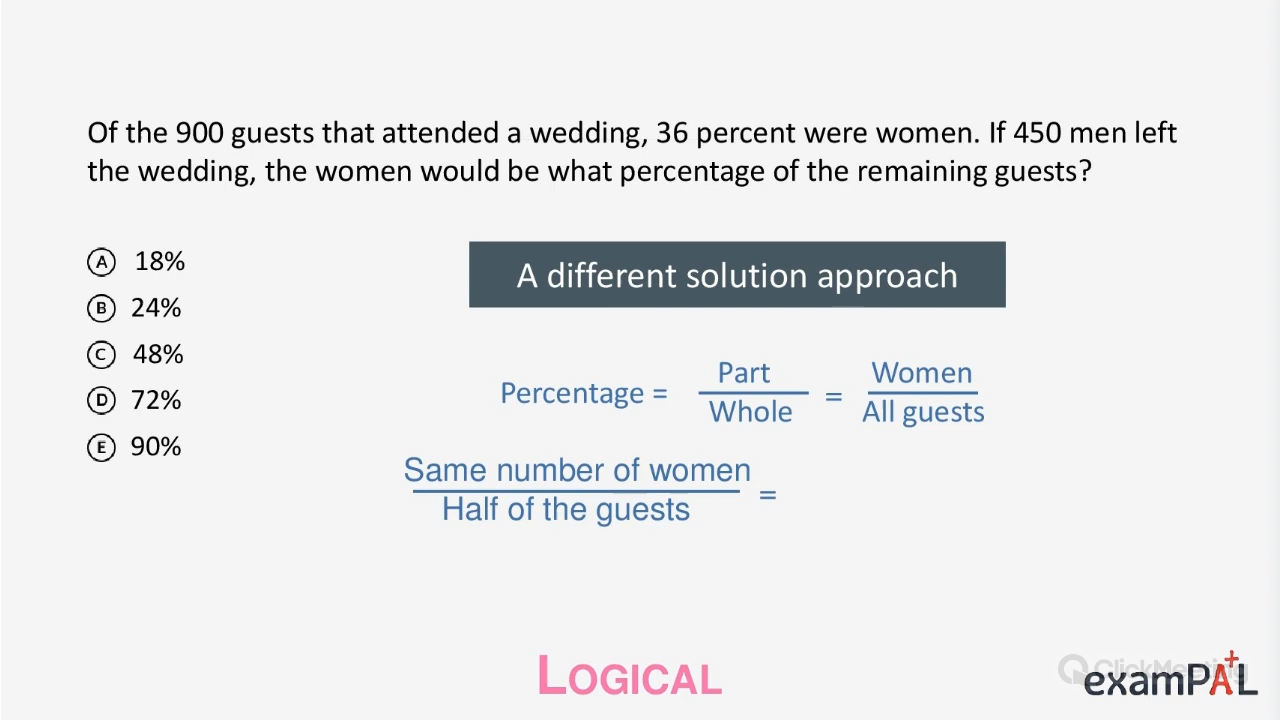 Of the 900 guests that attended a wedding, 36 percent were women. If 450 men left
the wedding, the women would be what percentage of the remaining guests?
A 18%
B 24%
C 48%
D 72%
E 90%
A different solution approach
Percentage = Part / Whole = Women / All guests
Same number of women
Half of the guests =
LOGICAL
ClickMeeting
examPAL+